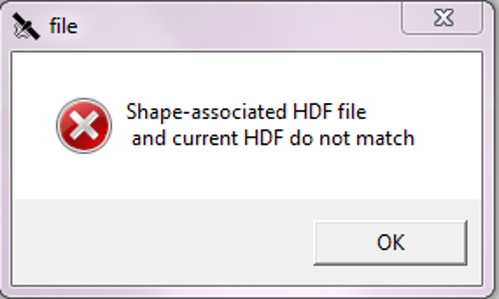 file
Shape-associated HDF file
and current HDF do not match
OK